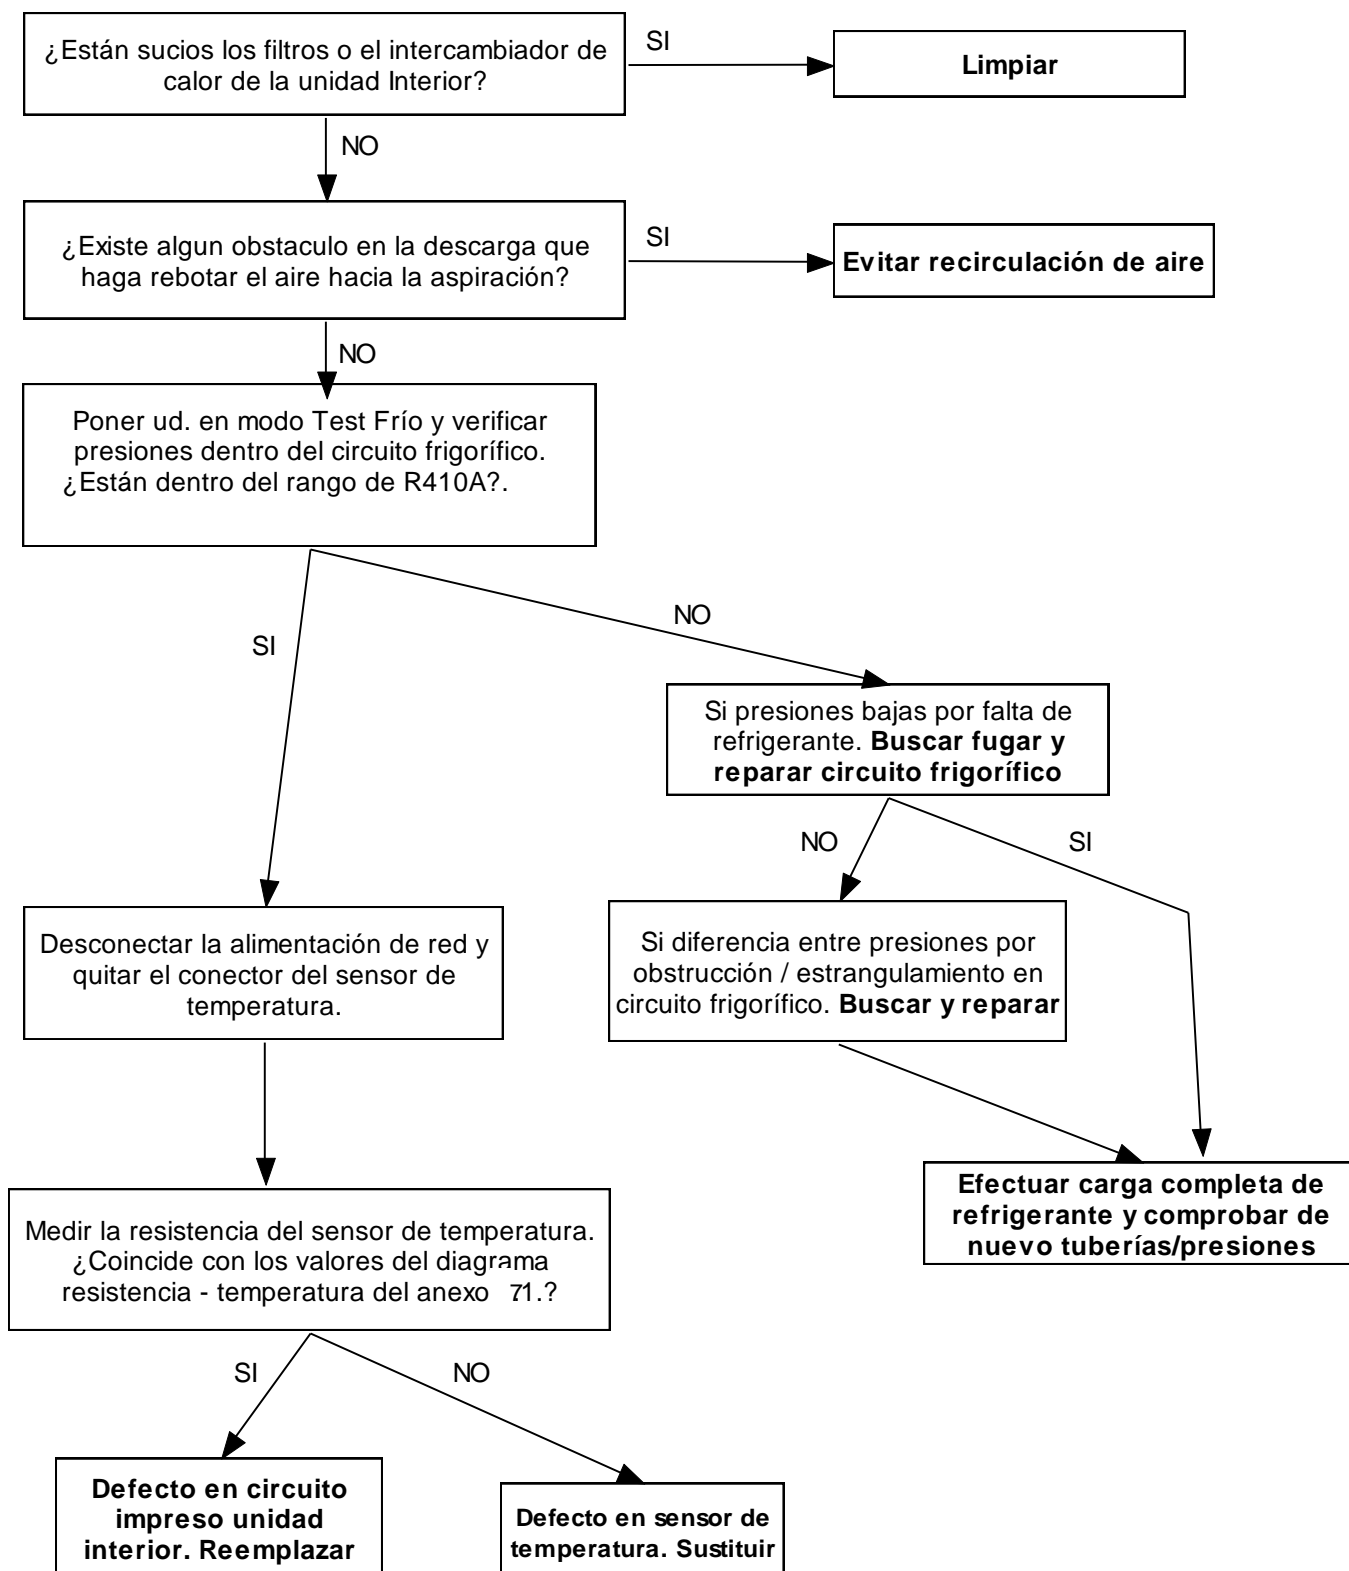 ¿Están sucios los filtros o el intercambiador de
calor de la unidad Interior?
SI
Limpiar
NO
¿Existe algun obstaculo en la descarga que
haga rebotar el aire hacia la aspiración?
SI
Evitar recirculación de aire
NO
Poner ud. en modo Test Frío y verificar
presiones dentro del circuito frigorífico.
¿Están dentro del rango de R410A?.
SI
NO
Si presiones bajas por falta de
refrigerante. Buscar fugar y
reparar circuito frigorífico
NO
SI
Desconectar la alimentación de red y
quitar el conector del sensor de
temperatura.
Si diferencia entre presiones por
obstrucción / estrangulamiento en
circuito frigorífico. Buscar y reparar
Efectuar carga completa de
refrigerante y comprobar de
nuevo tuberías/presiones
Medir la resistencia del sensor de temperatura.
¿Coincide con los valores del diagrama
resistencia - temperatura del anexo 71.?
SI
NO
Defecto en circuito
impreso unidad
interior. Reemplazar
Defecto en sensor de
temperatura. Sustituir